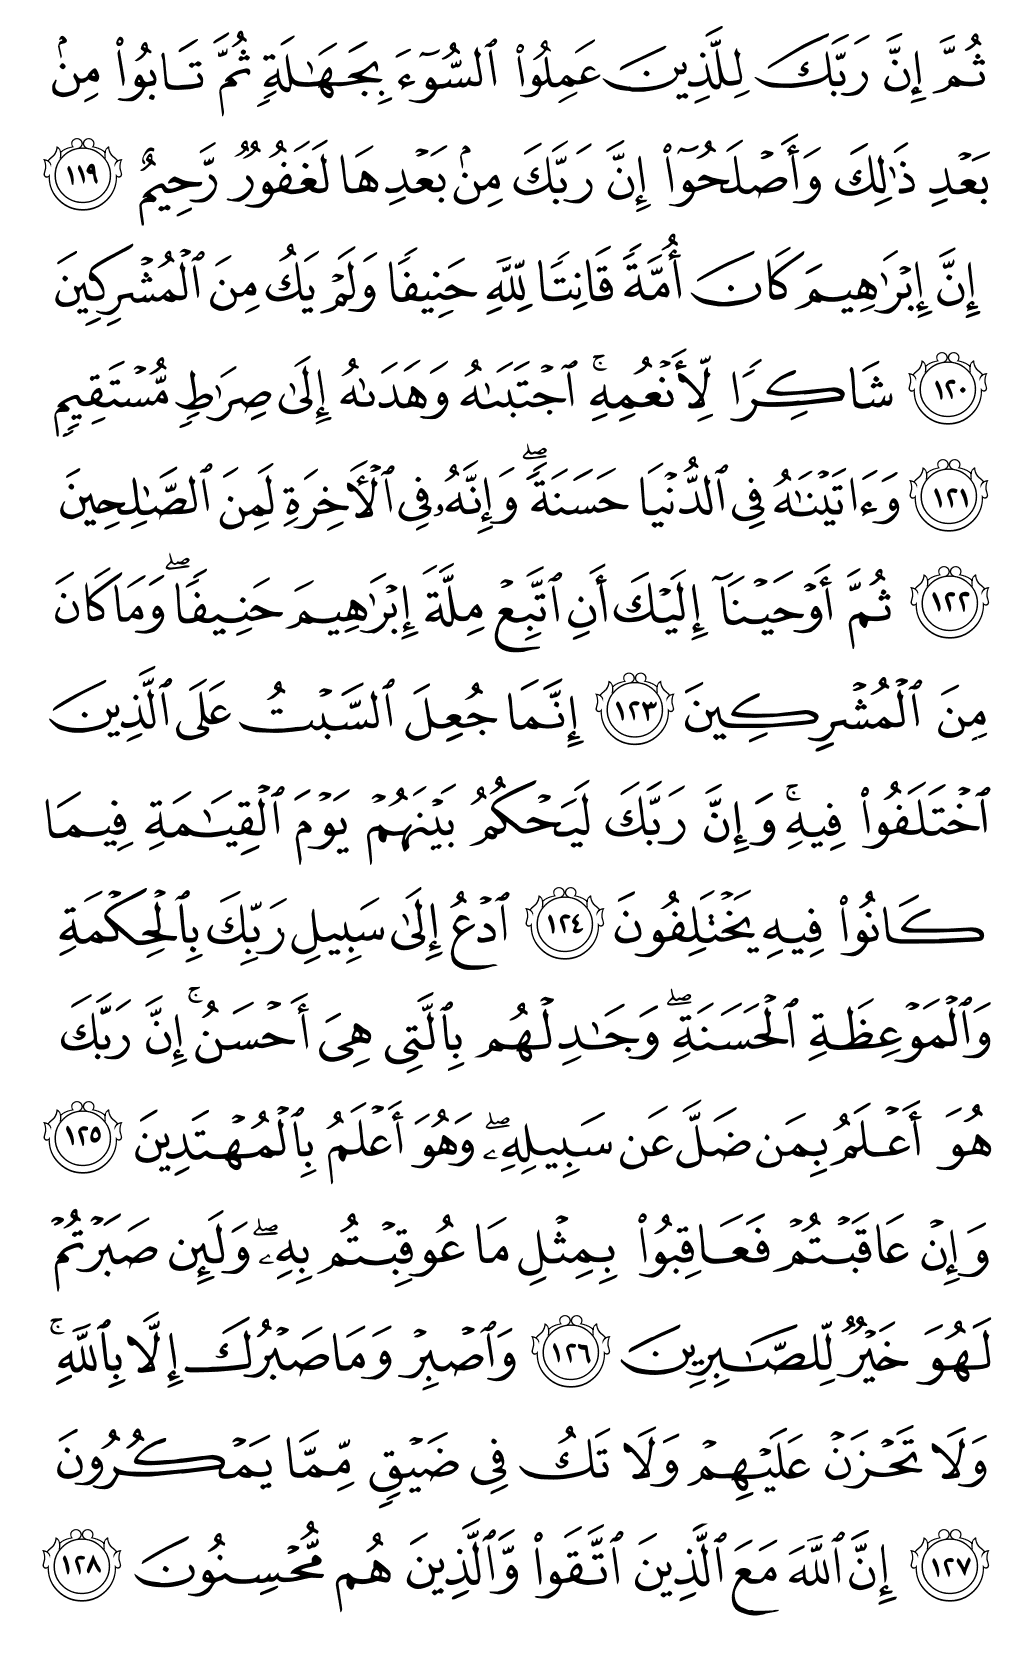 ثُمَّ إِنَّ رَبَّكَ لِلَّذِينَ عَمِلُوا۟ ٱلسُّوٓءَ بِجَهَٰلَةٍۢ ثُمَّ تَابُوا۟ مِنۢ
بَعْدِ ذَٰلِكَ وَأَصْلَحُوٓا۟ إِنَّ رَبَّكَ مِنۢ بَعْدِهَا لَغَفُورٌۭ رَّحِيمٌ ١١٩
إِنَّ إِبْرَٰهِيمَ كَانَ أُمَّةًۭ قَانِتًۭا لِّلَّهِ حَنِيفًۭا وَلَمْ يَكُ مِنَ ٱلْمُشْرِكِينَ
١٢٠ شَاكِرًۭا لِّأَنْعُمِهِ ۚ ٱجْتَبَىٰهُ وَهَدَىٰهُ إِلَىٰ صِرَٰطٍۢ مُّسْتَقِيمٍۢ
١٢١ وَءَاتَيْنَٰهُ فِى ٱلدُّنْيَا حَسَنَةًۭ ۖ وَإِنَّهُۥ فِى ٱلْءَاخِرَةِ لَمِنَ ٱلصَّٰلِحِينَ
١٢٢ ثُمَّ أَوْحَيْنَآ إِلَيْكَ أَنِ ٱتَّبِعْ مِلَّةَ إِبْرَٰهِيمَ حَنِيفًۭا ۖ وَمَا كَانَ
مِنَ ٱلْمُشْرِكِينَ ١٢٣ إِنَّمَا جُعِلَ ٱلسَّبْتُ عَلَى ٱلَّذِينَ
ٱخْتَلَفُوا۟ فِيهِ ۚ وَإِنَّ رَبَّكَ لَيَحْكُمُ بَيْنَهُمْ يَوْمَ ٱلْقِيَٰمَةِ فِيمَا
كَانُوا۟ فِيهِ يَخْتَلِفُونَ ١٢٤ ٱدْعُ إِلَىٰ سَبِيلِ رَبِّكَ بِٱلْحِكْمَةِ
وَٱلْمَوْعِظَةِ ٱلْحَسَنَةِ ۖ وَجَٰدِلْهُم بِٱلَّتِى هِىَ أَحْسَنُ ۚ إِنَّ رَبَّكَ
هُوَ أَعْلَمُ بِمَن ضَلَّ عَن سَبِيلِهِۦ ۖ وَهُوَ أَعْلَمُ بِٱلْمُهْتَدِينَ ١٢٥
وَإِنْ عَاقَبْتُمْ فَعَاقِبُوا۟ بِمِثْلِ مَا عُوقِبْتُم بِهِۦ ۖ وَلَئِن صَبَرْتُمْ
لَهُوَ خَيْرٌۭ لِّلصَّٰبِرِينَ ١٢٦ وَٱصْبِرْ وَمَا صَبْرُكَ إِلَّا بِٱللَّهِ ۚ
وَلَا تَحْزَنْ عَلَيْهِمْ وَلَا تَكُ فِى ضَيْقٍۢ مِّمَّا يَمْكُرُونَ
١٢٧ إِنَّ ٱللَّهَ مَعَ ٱلَّذِينَ ٱتَّقَوا۟ وَّٱلَّذِينَ هُم مُّحْسِنُونَ ١٢٨